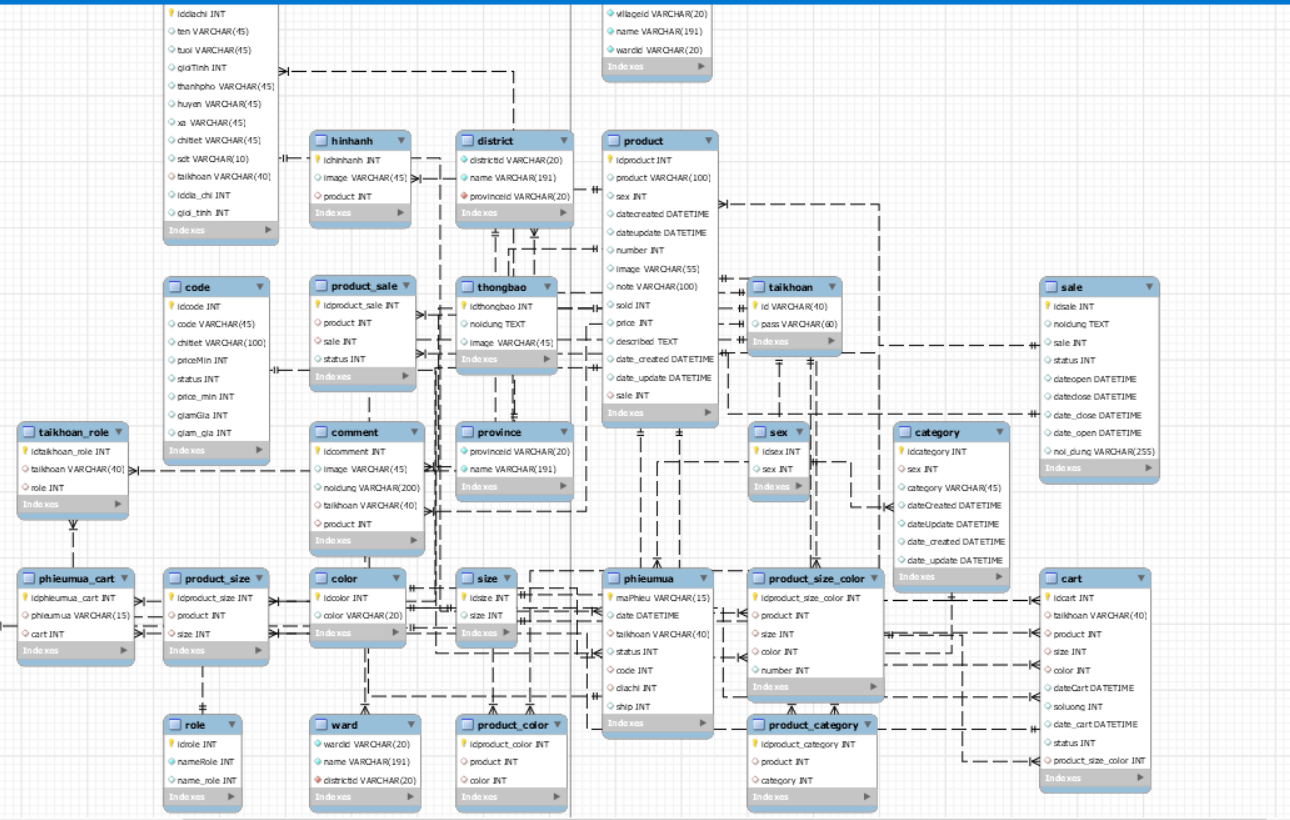 iddiachi INT
ten VARCHAR(45)
tuoi VARCHAR(45)
gioiTinh INT
thanhpho VARCHAR(45)
huyen VARCHAR(45)
xa VARCHAR(45)
chitiet VARCHAR(45)
sdt VARCHAR(10)
taikhoan VARCHAR(40)
iddia_chi INT
gioi_tinh INT
Indexes
villageid VARCHAR(20)
name VARCHAR(191)
wardid VARCHAR(20)
Indexes
hinhanh
idhinhanh INT
image VARCHAR(45)
product INT
Indexes
district
districtid VARCHAR(20)
name VARCHAR(191)
provinceid VARCHAR(20)
Indexes
product
idproduct INT
product VARCHAR(100)
sex INT
datecreated DATETIME
dateupdate DATETIME
number INT
image VARCHAR(55)
note VARCHAR(100)
sold INT
price INT
described TEXT
date_created DATETIME
date_update DATETIME
sale INT
Indexes
code
idcode INT
code VARCHAR(45)
chitiet VARCHAR(100)
priceMin INT
status INT
price_min INT
giamGia INT
giam_gia INT
Indexes
product_sale
idproduct_sale INT
product INT
sale INT
status INT
Indexes
thongbao
idthongbao INT
noidung TEXT
image VARCHAR(45)
Indexes
taikhoan
id VARCHAR(40)
pass VARCHAR(60)
Indexes
sale
idsale INT
noidung TEXT
sale INT
status INT
dateopen DATETIME
dateclose DATETIME
date_close DATETIME
date_open DATETIME
noi_dung VARCHAR(255)
Indexes
taikhoan_role
idtaikhoan_role INT
taikhoan VARCHAR(40)
role INT
Indexes
comment
idcomment INT
image VARCHAR(45)
noidung VARCHAR(200)
taikhoan VARCHAR(40)
product INT
Indexes
province
provinceid VARCHAR(20)
name VARCHAR(191)
Indexes
sex
idsex INT
sex INT
Indexes
category
idcategory INT
sex INT
category VARCHAR(45)
dateCreated DATETIME
dateUpdate DATETIME
date_created DATETIME
date_update DATETIME
Indexes
phieumua_cart
idphieumua_cart INT
phieumua VARCHAR(15)
cart INT
Indexes
product_size
idproduct_size INT
product INT
size INT
Indexes
color
idcolor INT
color VARCHAR(20)
Indexes
size
idsize INT
size INT
Indexes
phieumua
maPhieu VARCHAR(15)
date DATETIME
taikhoan VARCHAR(40)
status INT
code INT
diachi INT
ship INT
Indexes
product_size_color
idproduct_size_color INT
product INT
size INT
color INT
number INT
Indexes
cart
idcart INT
taikhoan VARCHAR(40)
product INT
size INT
color INT
dateCart DATETIME
soluong INT
date_cart DATETIME
status INT
product_size_color INT
Indexes
role
idrole INT
nameRole INT
name_role INT
Indexes
ward
wardid VARCHAR(20)
name VARCHAR(191)
districtid VARCHAR(20)
Indexes
product_color
idproduct_color INT
product INT
color INT
Indexes
product_category
idproduct_category INT
product INT
category INT
Indexes